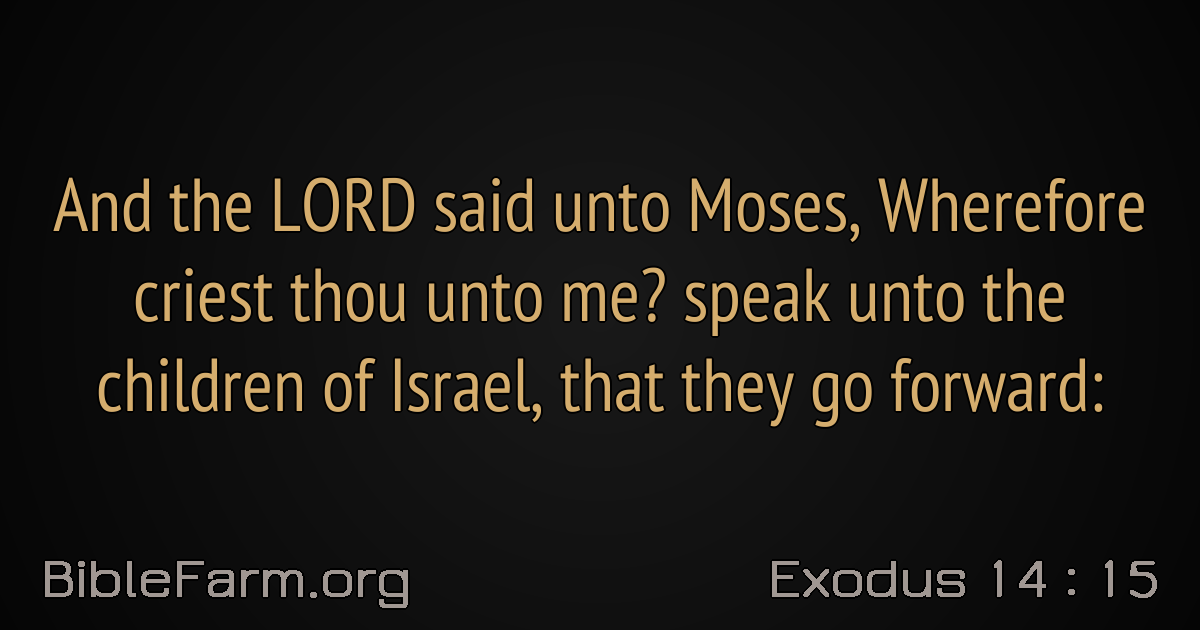 And the LORD said unto Moses, Wherefore
criest thou unto me? speak unto the
children of Israel, that they go forward:
BibleFarm.org
Exodus 14 : 15